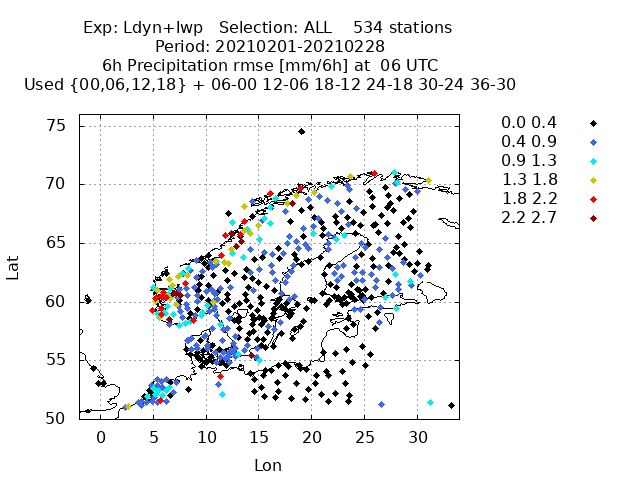 Exp: Ldyn+lwp   Selection: ALL    534 stations
Period: 20210201-20210228
6h Precipitation rmse [mm/6h] at  06 UTC
Used {00,06,12,18} + 06-00 12-06 18-12 24-18 30-24 36-30
0.0 0.4
0.4 0.9
0.9 1.3
1.3 1.8
1.8 2.2
2.2 2.7
75
70
65
60
55
50
Lat
0 5 10 15 20 25 30
Lon